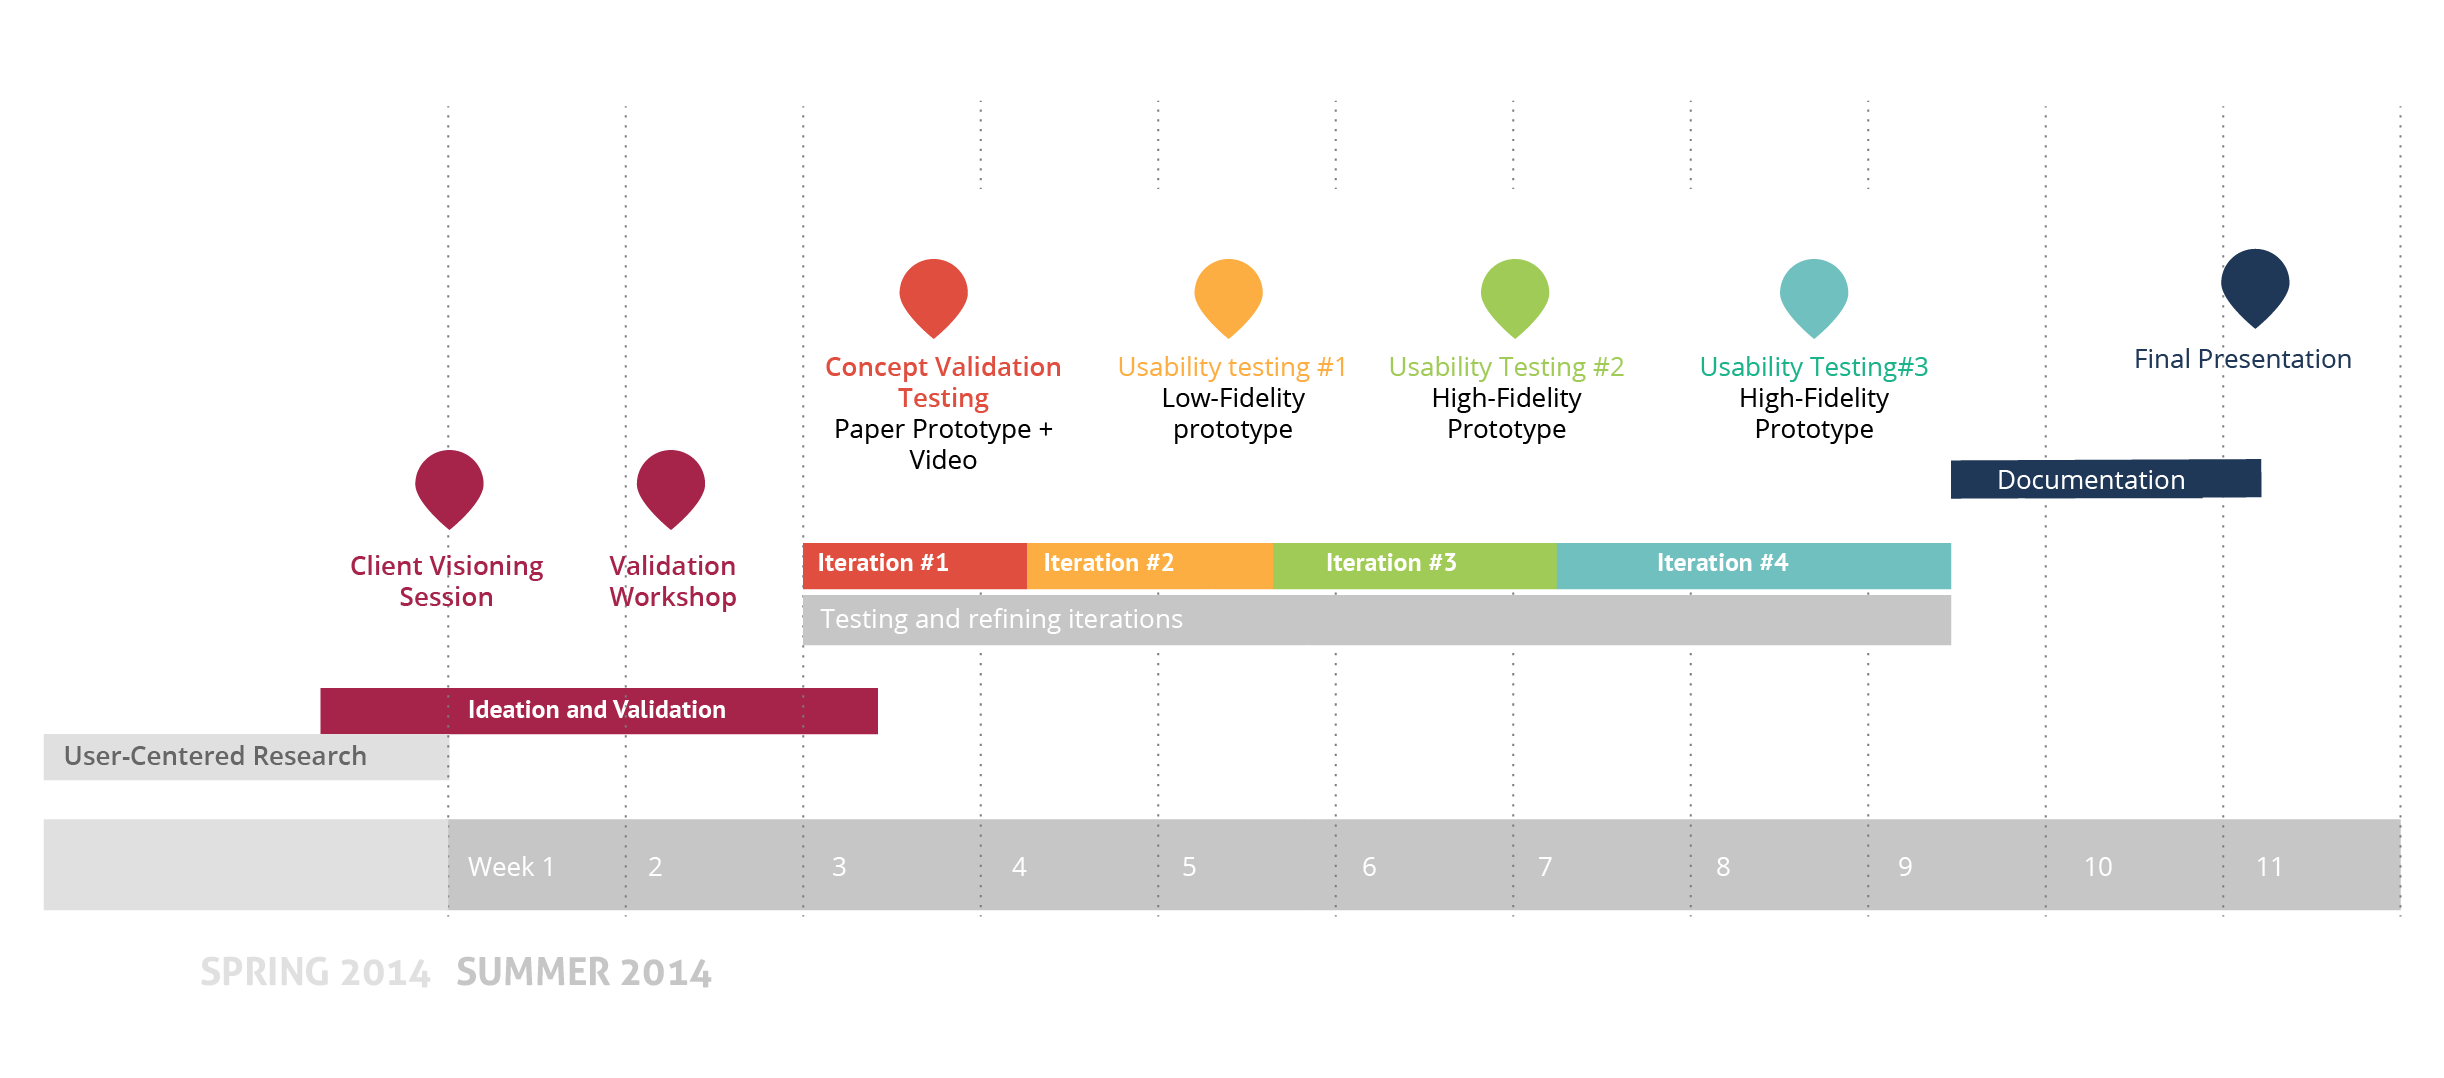 Concept Validation
Testing
Paper Prototype +
Video
Usability testing #1
Low-Fidelity
prototype
Usability Testing #2
High-Fidelity
Prototype
Usability Testing#3
High-Fidelity
Prototype
Final Presentation
Documentation
Client Visioning
Session
Validation
Workshop
Iteration #1
Iteration #2
Iteration #3
Iteration #4
Testing and refining iterations
Ideation and Validation
User-Centered Research
Week 1 2 3 4 5 6 7 8 9 10 11
SPRING 2014 SUMMER 2014